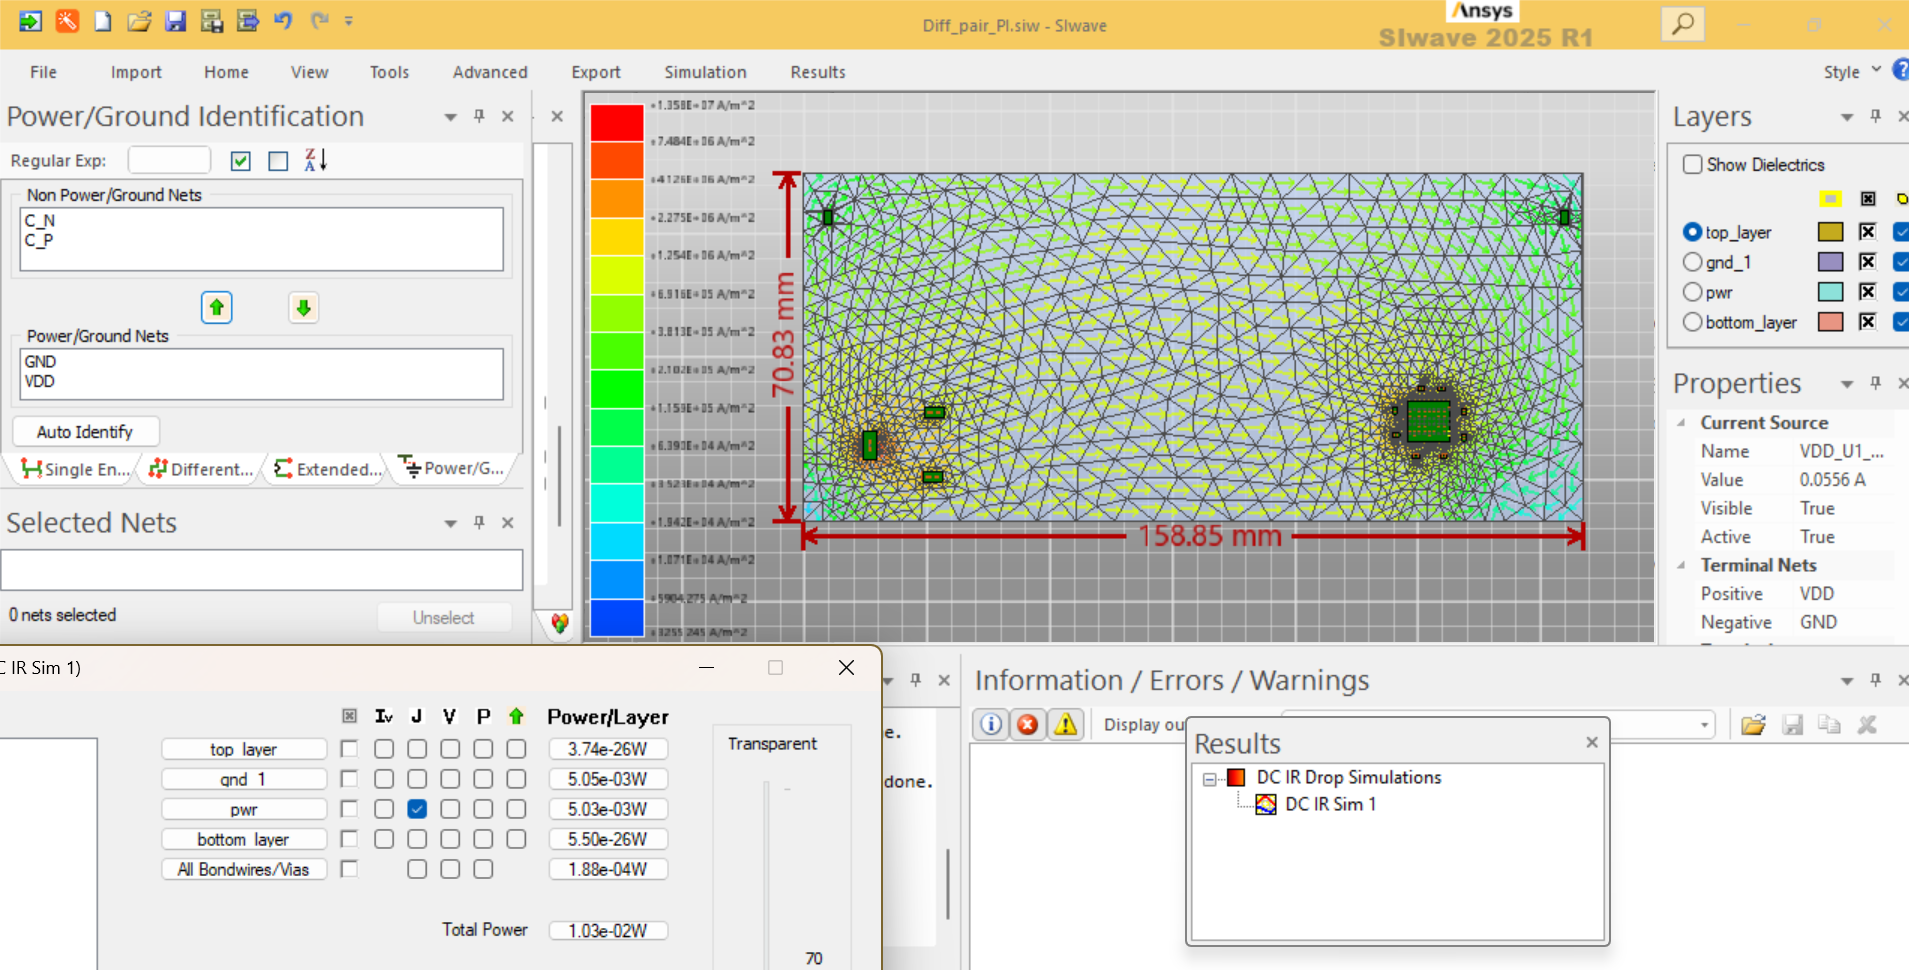 Diff_pair_PI.siw - SIwave
Ansys
SIwave 2025 R1
File Import Home View Tools Advanced Export Simulation Results Style
Power/Ground Identification
Regular Exp:
Non Power/Ground Nets
C_N
C_P
Power/Ground Nets
GND
VDD
Auto Identify
Single En... Different... Extended... Power/G...
Selected Nets
0 nets selected
Unselect
+1.358E+07 A/m^2
+7.484E+06 A/m^2
+4.126E+06 A/m^2
+2.275E+06 A/m^2
+1.254E+06 A/m^2
+6.916E+05 A/m^2
+3.813E+05 A/m^2
+2.102E+05 A/m^2
+1.159E+05 A/m^2
+6.390E+04 A/m^2
+3.523E+04 A/m^2
+1.942E+04 A/m^2
+1.071E+04 A/m^2
+5904.275 A/m^2
+3255.245 A/m^2
70.83 mm
158.85 mm
Layers
Show Dielectrics
top_layer
gnd_1
pwr
bottom_layer
Properties
Current Source
Name VDD_U1_...
Value 0.0556 A
Visible True
Active True
Terminal Nets
Positive VDD
Negative GND
C IR Sim 1)
Iv J V P Power/Layer
top_layer 3.74e-26W
gnd_1 5.05e-03W
pwr 5.03e-03W
bottom_layer 5.50e-26W
All Bondwires/Vias 1.88e-04W
Total Power 1.03e-02W
Transparent
70
e.
done.
Information / Errors / Warnings
Display ou
Results
DC IR Drop Simulations
DC IR Sim 1